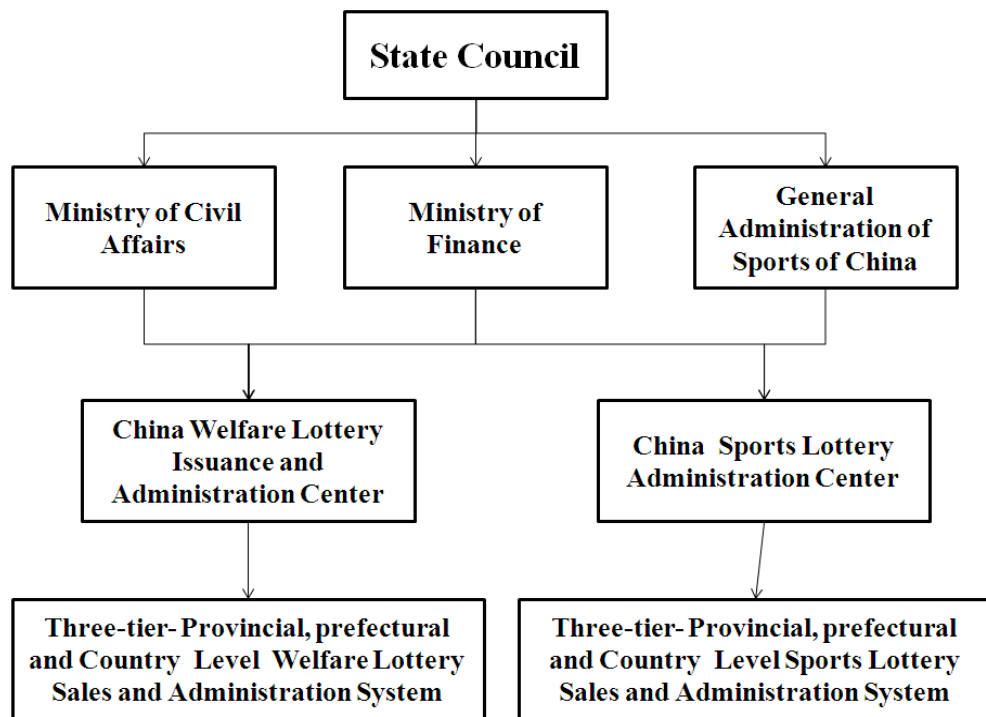 State Council
Ministry of Civil
Affairs
Ministry of
Finance
General
Administration of
Sports of China
China Welfare Lottery
Issuance and
Administration Center
China Sports Lottery
Administration Center
Three-tier- Provincial, prefectural
and Country Level Welfare Lottery
Sales and Administration System
Three-tier- Provincial, prefectural
and Country Level Sports Lottery
Sales and Administration System